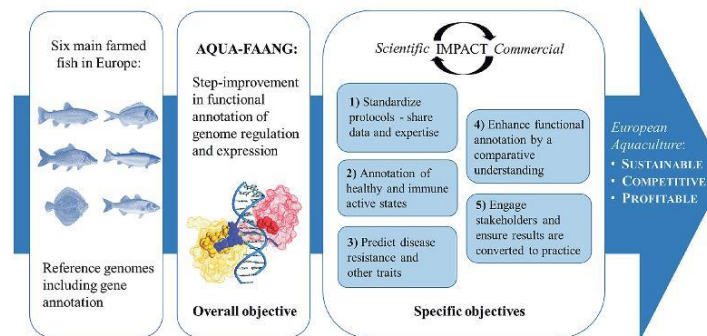 Six main farmed
fish in Europe:
Reference genomes
including gene
annotation
AQUA-FAANG:
Step-improvement
in functional
annotation of
genome regulation
and expression
Overall objective
Scientific IMPACT Commercial
1) Standardize
protocols - share
data and expertise
2) Annotation of
healthy and immune
active states
3) Predict disease
resistance and
other traits
4) Enhance functional
annotation by a
comparative
understanding
5) Engage
stakeholders and
ensure results are
converted to practice
Specific objectives
European
Aquaculture:
• SUSTAINABLE
• COMPETITIVE
• PROFITABLE